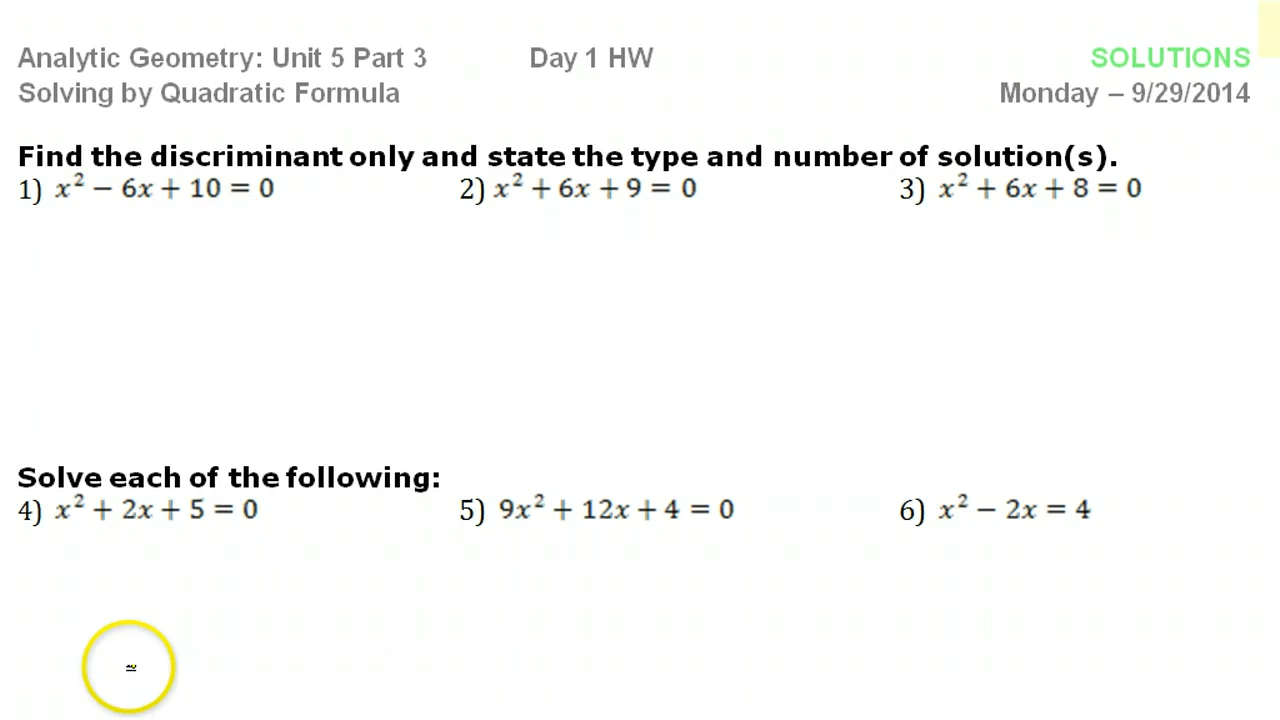 Analytic Geometry: Unit 5 Part 3 Day 1 HW SOLUTIONS
Solving by Quadratic Formula Monday – 9/29/2014
Find the discriminant only and state the type and number of solution(s).
1) x² − 6x + 10 = 0 2) x² + 6x + 9 = 0 3) x² + 6x + 8 = 0
Solve each of the following:
4) x² + 2x + 5 = 0 5) 9x² + 12x + 4 = 0 6) x² − 2x = 4